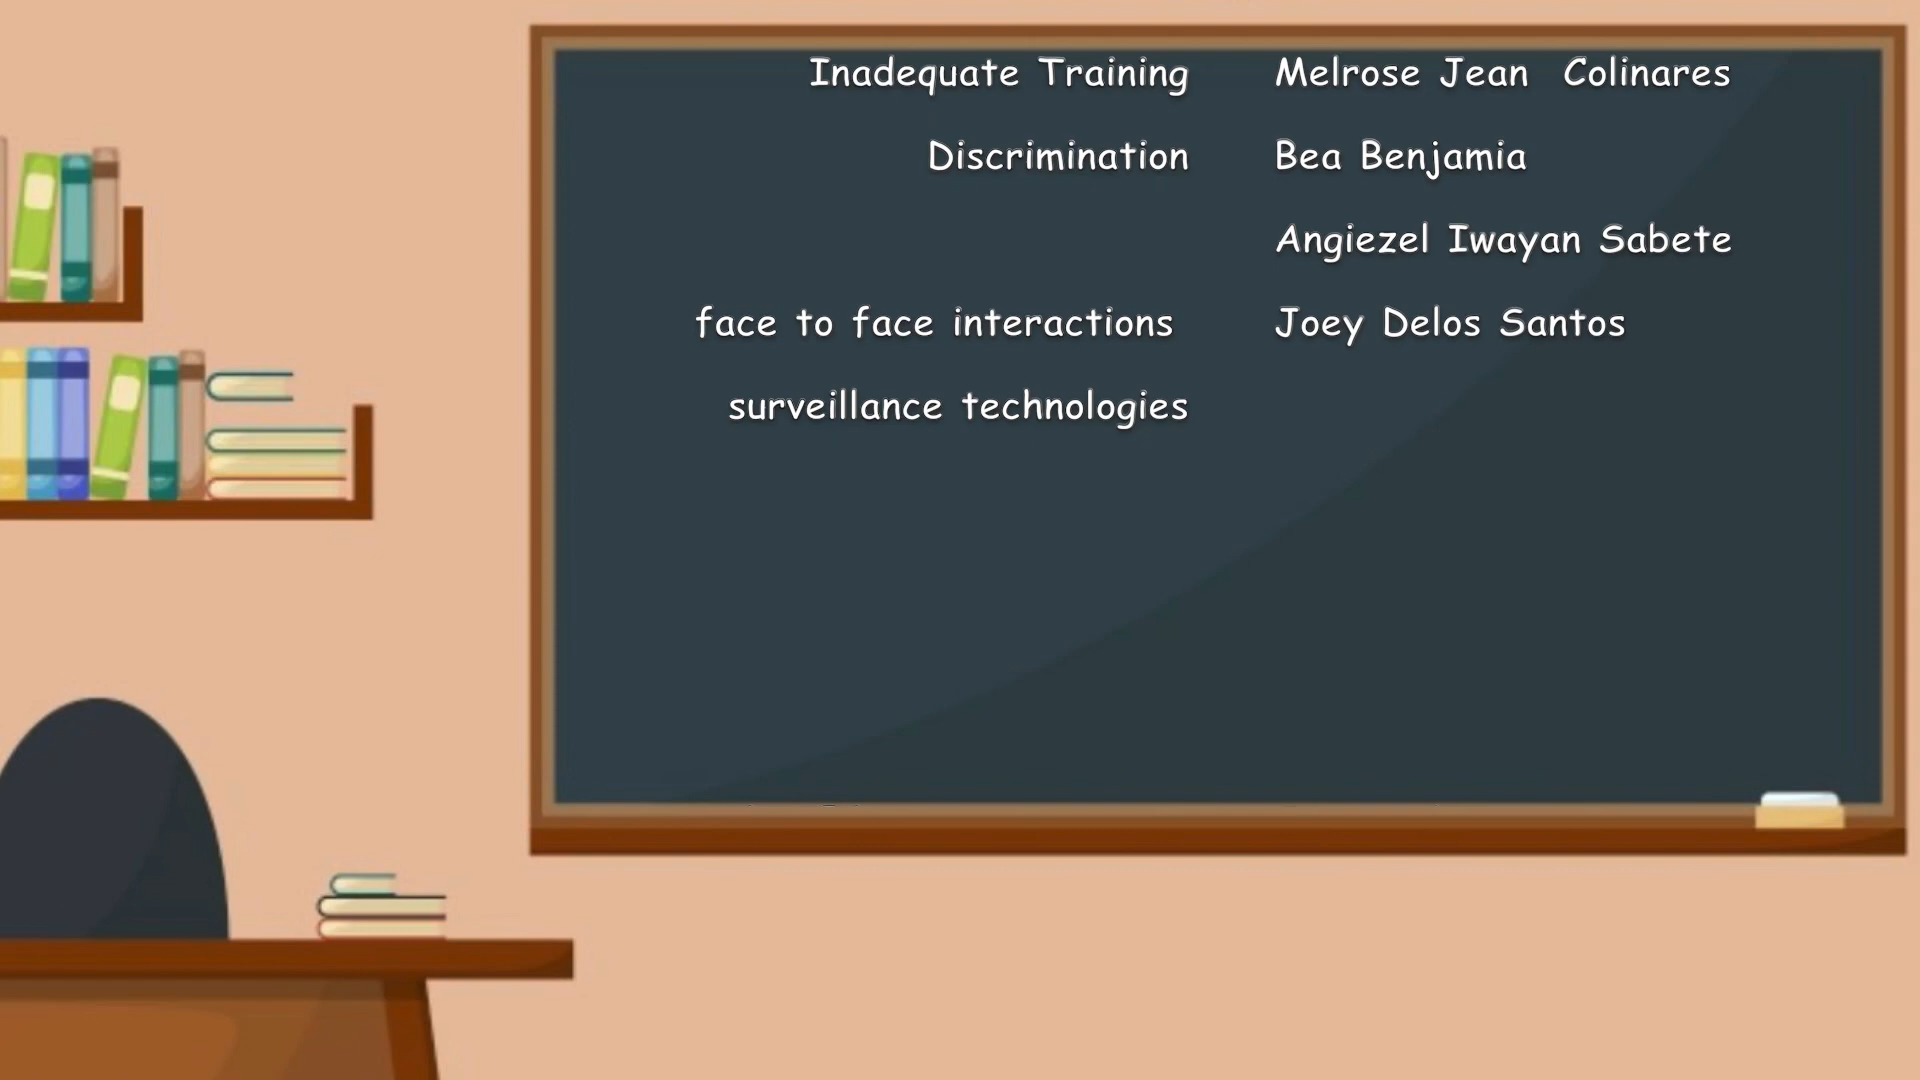 Inadequate Training Melrose Jean Colinares
Discrimination Bea Benjamia
Angiezel Iwayan Sabete
face to face interactions Joey Delos Santos
surveillance technologies